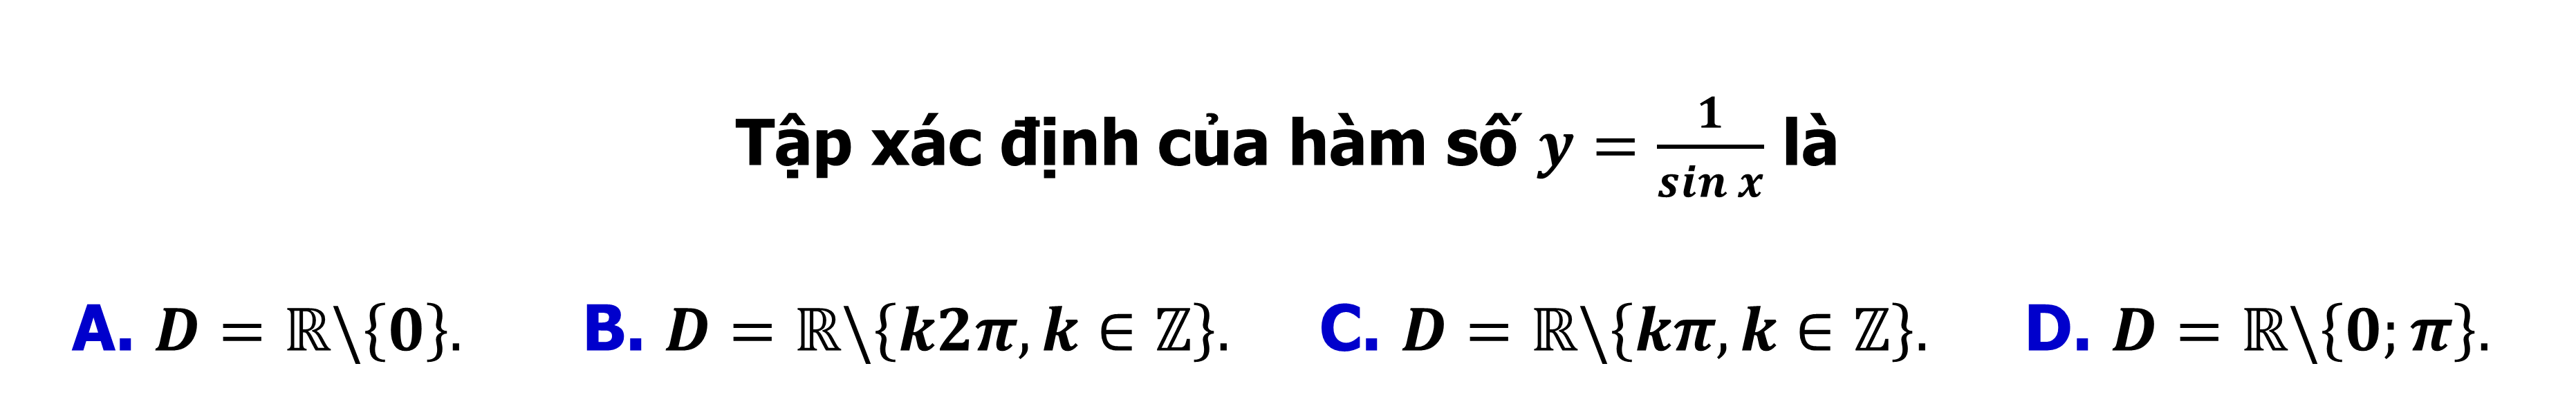 Tập xác định của hàm số y = 1/sin x là
A. D = ℝ\{0}. B. D = ℝ\{k2π, k ∈ ℤ}. C. D = ℝ\{kπ, k ∈ ℤ}. D. D = ℝ\{0; π}.